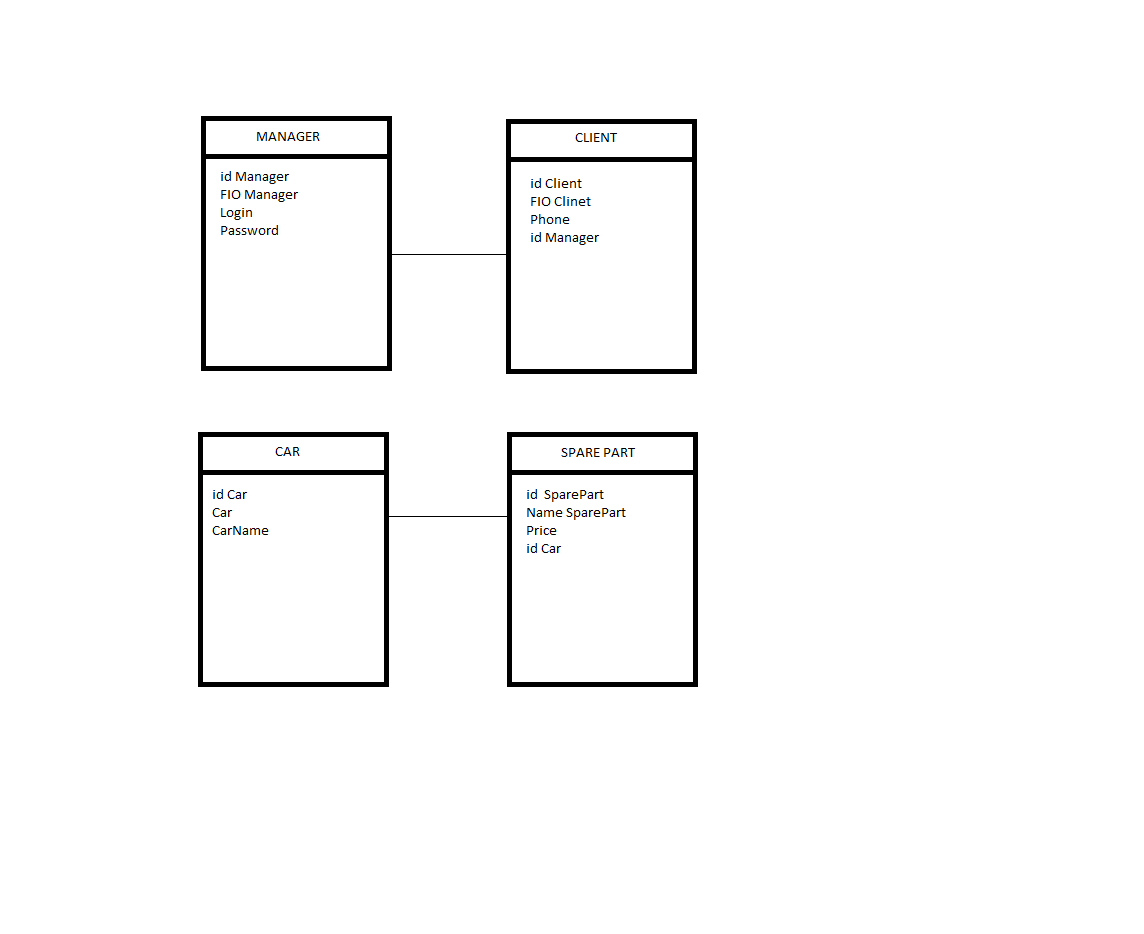 MANAGER
id Manager
FIO Manager
Login
Password
CLIENT
id Client
FIO Clinet
Phone
id Manager
CAR
id Car
Car
CarName
SPARE PART
id  SparePart
Name SparePart
Price
id Car